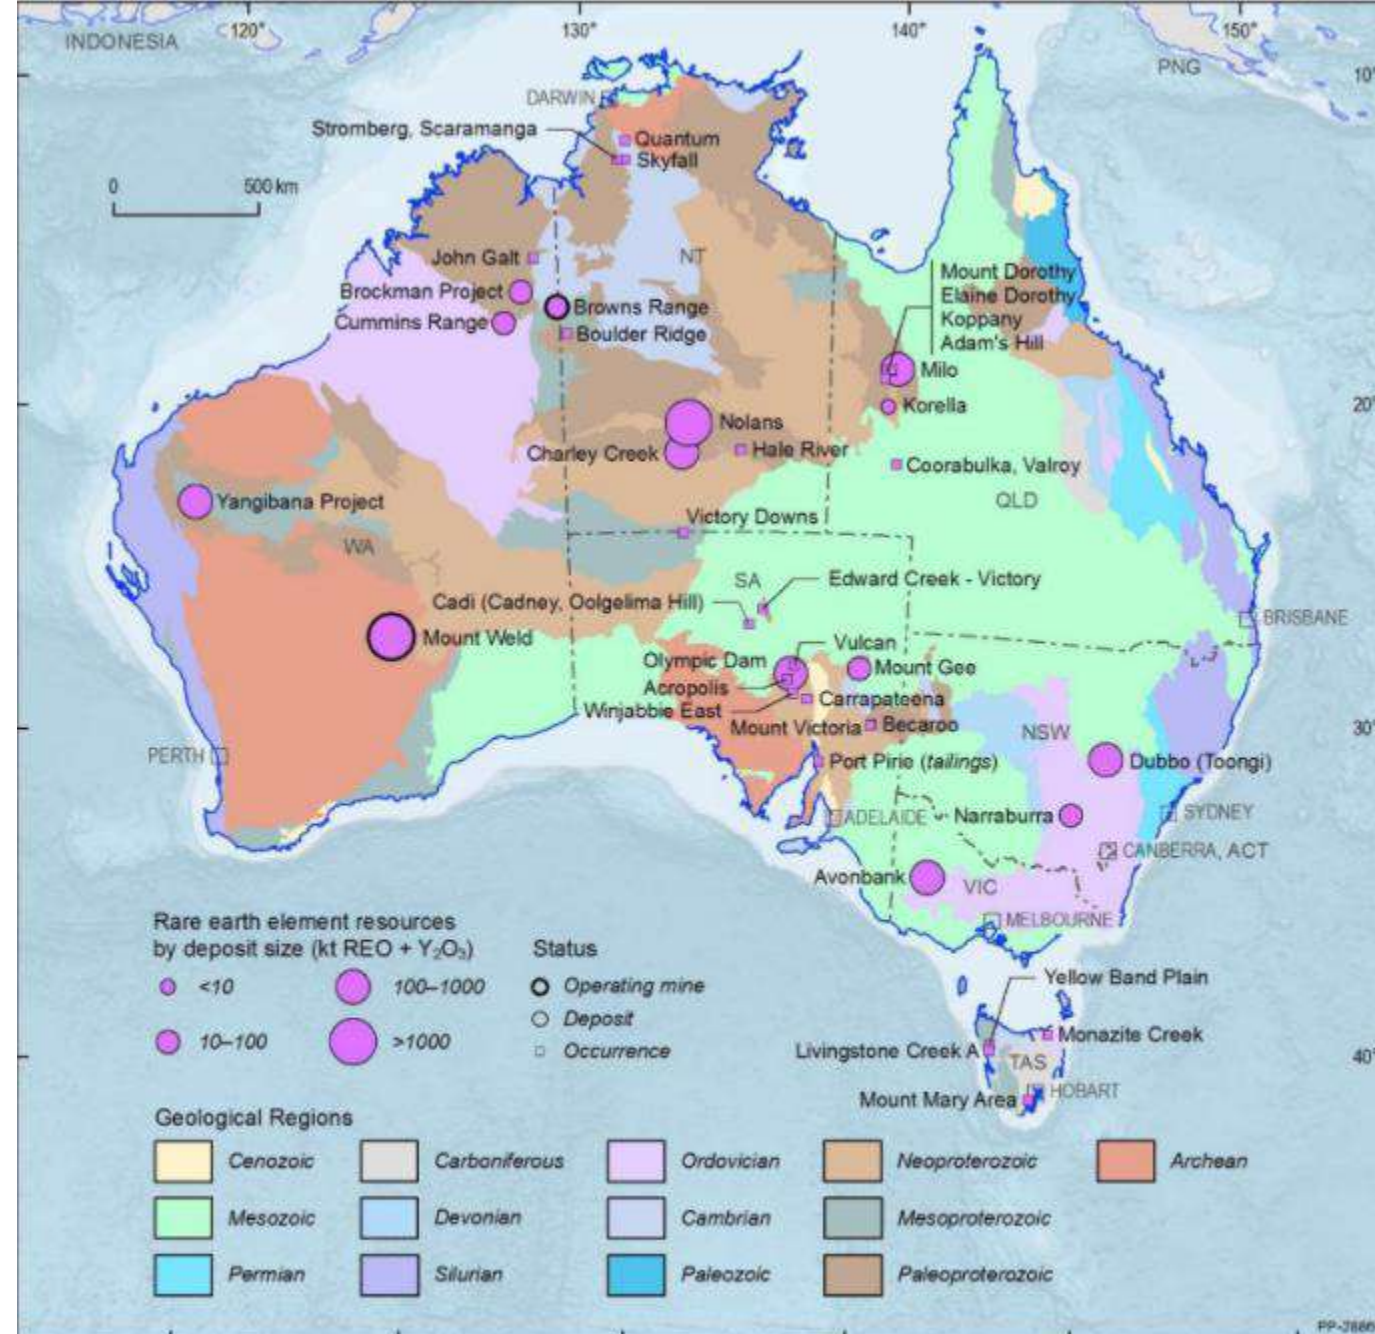 120°
130°
140°
150°
INDONESIA
PNG
10°
DARWIN
Stromberg, Scaramanga
Quantum
Skyfall
0 500 km
John Galt
NT
Brockman Project
Browns Range
Cummins Range
Boulder Ridge
Mount Dorothy
Elaine Dorothy
Koppany
Adam's Hill
Milo
20°
Korella
Nolans
Charley Creek
Hale River
Coorabulka, Valroy
QLD
Yangibana Project
Victory Downs
WA
SA
Edward Creek - Victory
Cadi (Cadney, Oolgelima Hill)
BRISBANE
Mount Weld
Vulcan
Olympic Dam
Mount Gee
Acropolis
Carrapateena
Winjabbie East
Mount Victoria
Becaroo
30°
NSW
PERTH
Port Pirie (tailings)
Dubbo (Toongi)
ADELAIDE
Narraburra
SYDNEY
CANBERRA, ACT
Avonbank
VIC
MELBOURNE
Yellow Band Plain
Monazite Creek
Livingstone Creek A
TAS
40°
HOBART
Mount Mary Area
Rare earth element resources
by deposit size (kt REO + Y₂O₃)
<10
100–1000
10–100
>1000
Status
Operating mine
Deposit
Occurrence
Geological Regions
Cenozoic
Carboniferous
Ordovician
Neoproterozoic
Archean
Mesozoic
Devonian
Cambrian
Mesoproterozoic
Permian
Silurian
Paleozoic
Paleoproterozoic